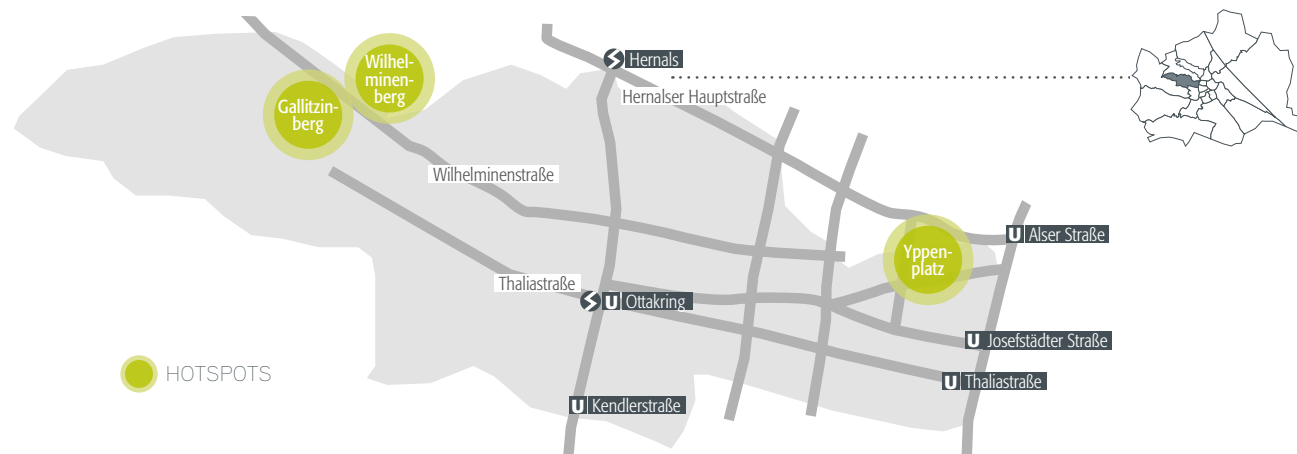 Wilhel-
minen-
berg
Gallitzin-
berg
S Hernals
Hernalser Hauptstraße
Wilhelminenstraße
U Alser Straße
Yppen-
platz
Thaliastraße
S U Ottakring
U Josefstädter Straße
HOTSPOTS
U Thaliastraße
U Kendlerstraße